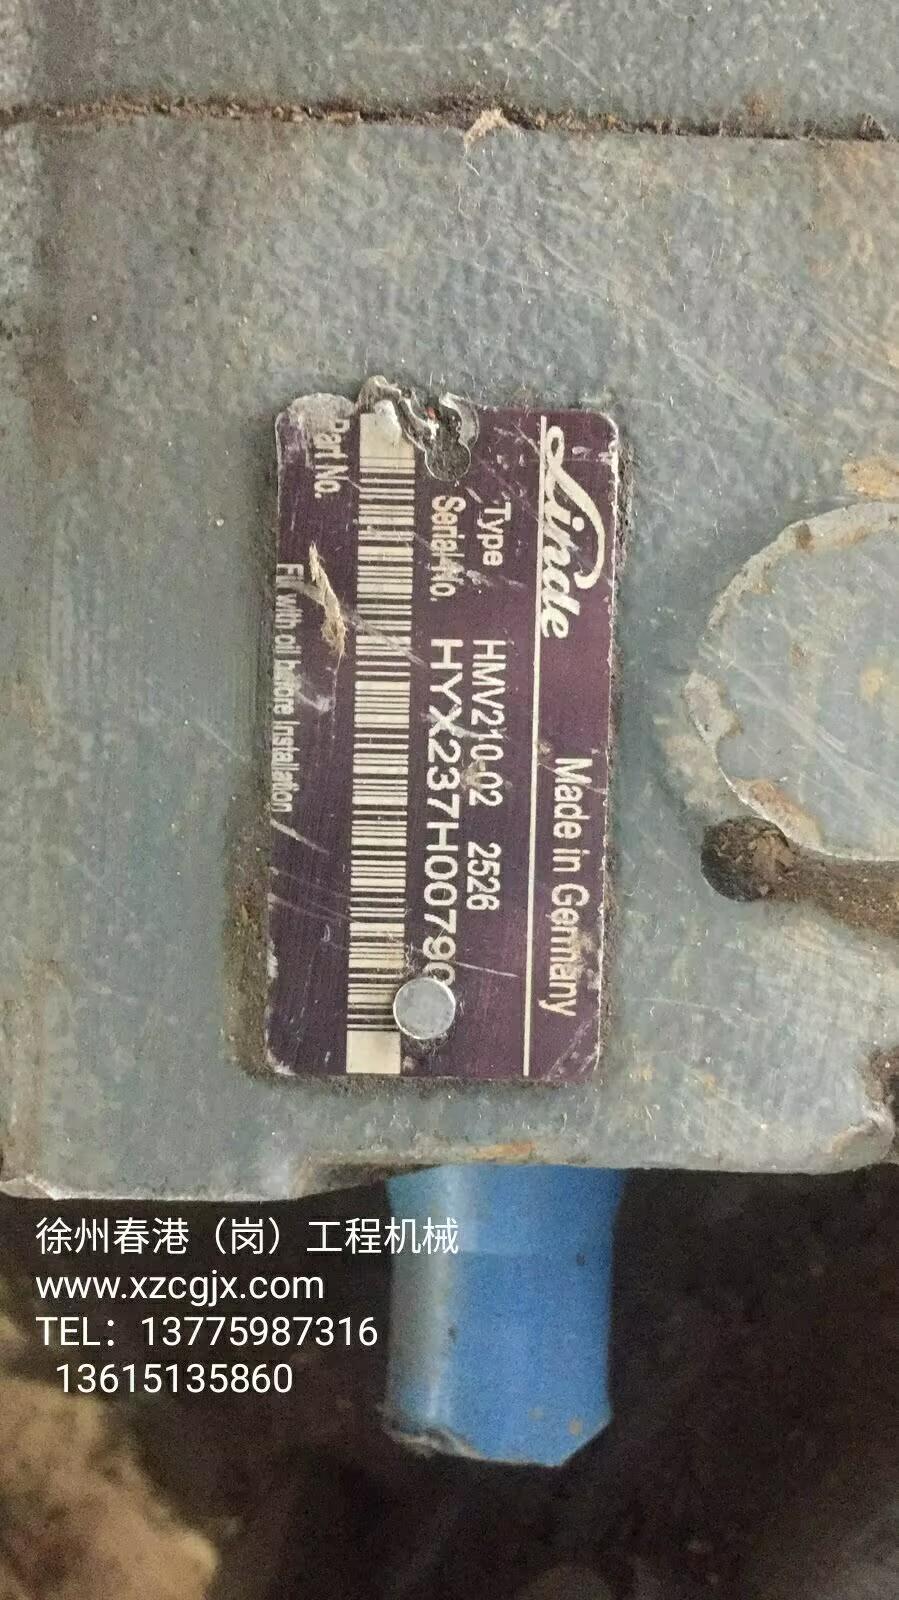 Linde Made in Germany
Type HMV210-02 2526
Serial No. HYX237H00790
Part No.
Fill with oil before Installation
徐州春港（岗）工程机械
www.xzcgjx.com
TEL：13775987316
13615135860